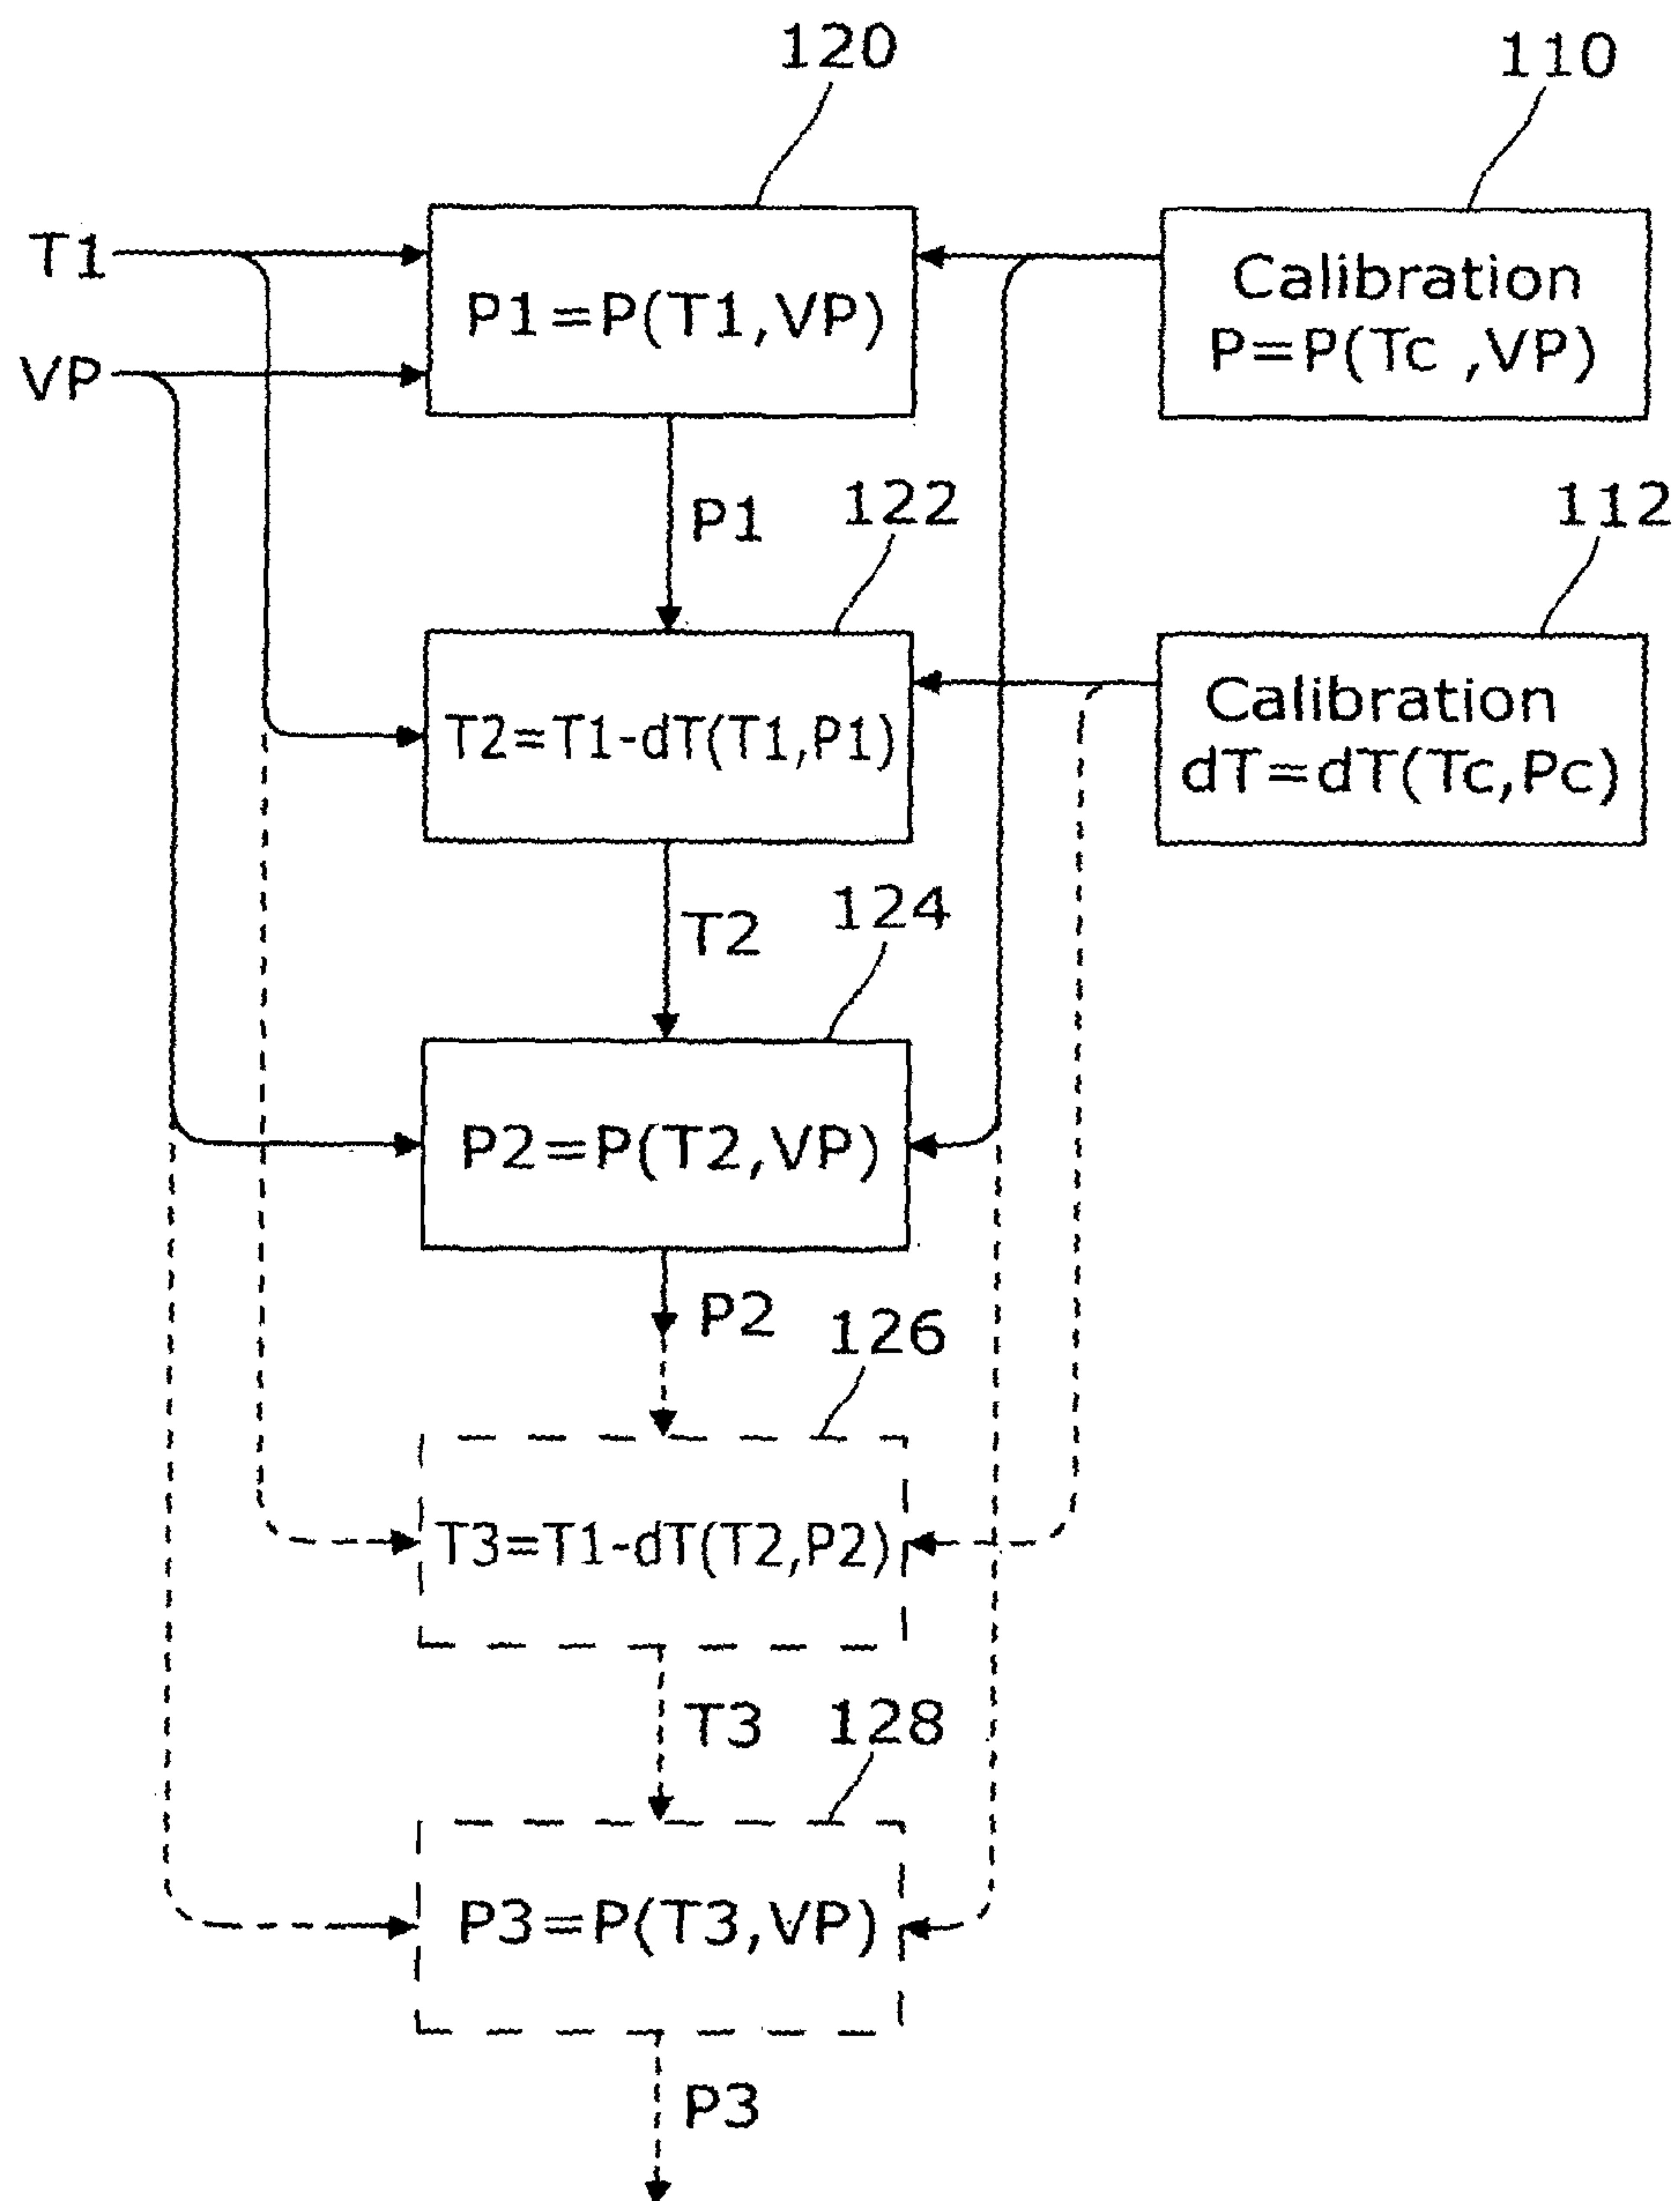 120
110
T1
VP
P1=P(T1,VP)
Calibration
P=P(Tc ,VP)
P1
122
112
T2=T1-dT(T1,P1)
Calibration
dT=dT(Tc,Pc)
T2
124
P2=P(T2,VP)
P2
126
T3=T1-dT(T2,P2)
T3
128
P3=P(T3,VP)
P3